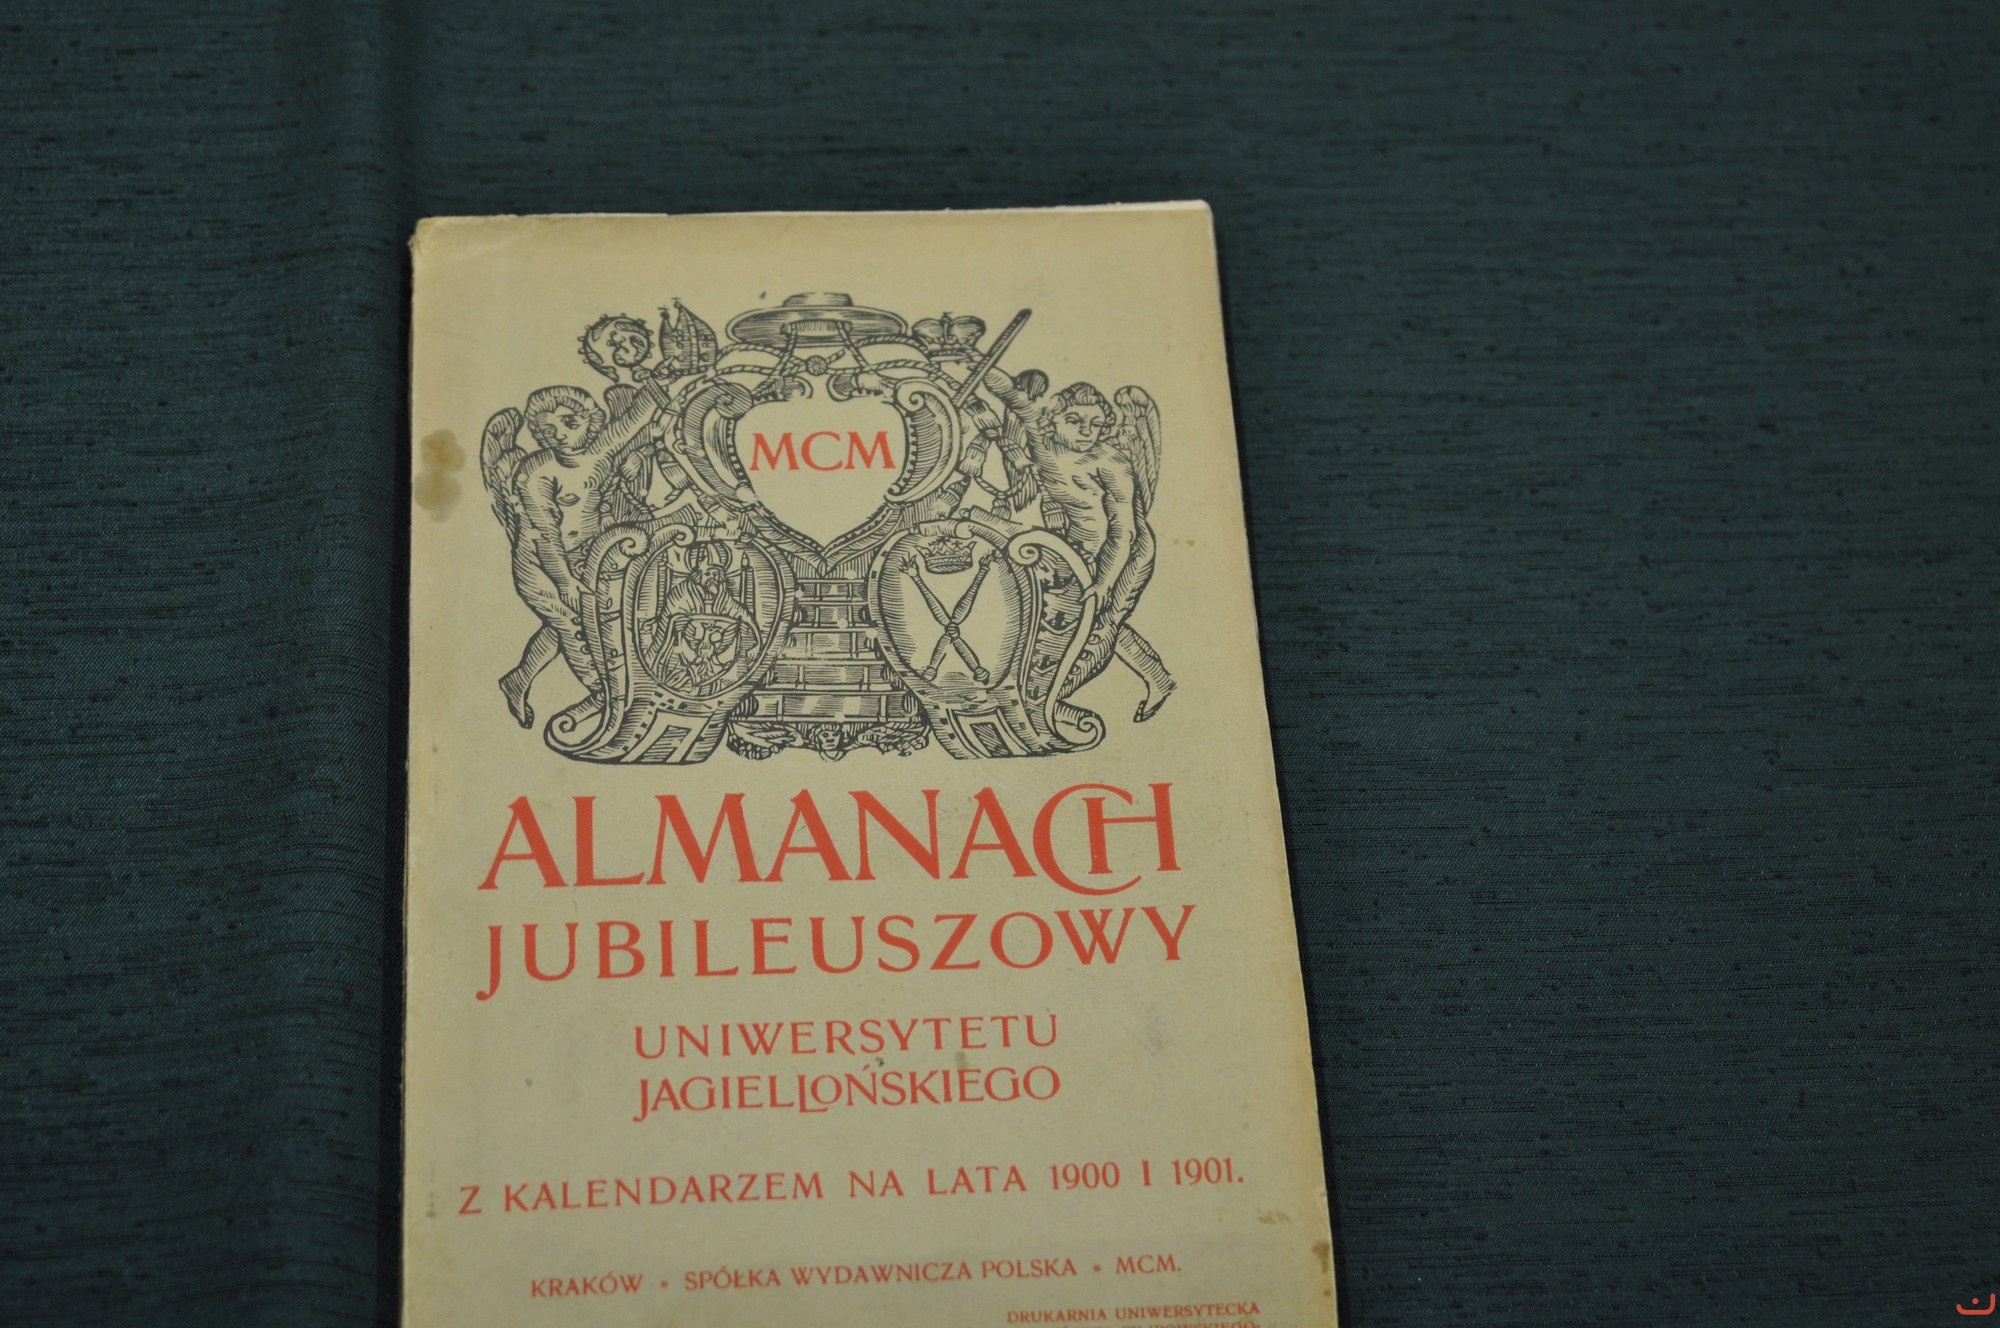 MCM
ALMANACH
JUBILEUSZOWY
UNIWERSYTETU
JAGIELLOŃSKIEGO
Z KALENDARZEM NA LATA 1900 I 1901.
KRAKÓW • SPÓŁKA WYDAWNICZA POLSKA • MCM.
DRUKARNIA UNIWERSYTECKA